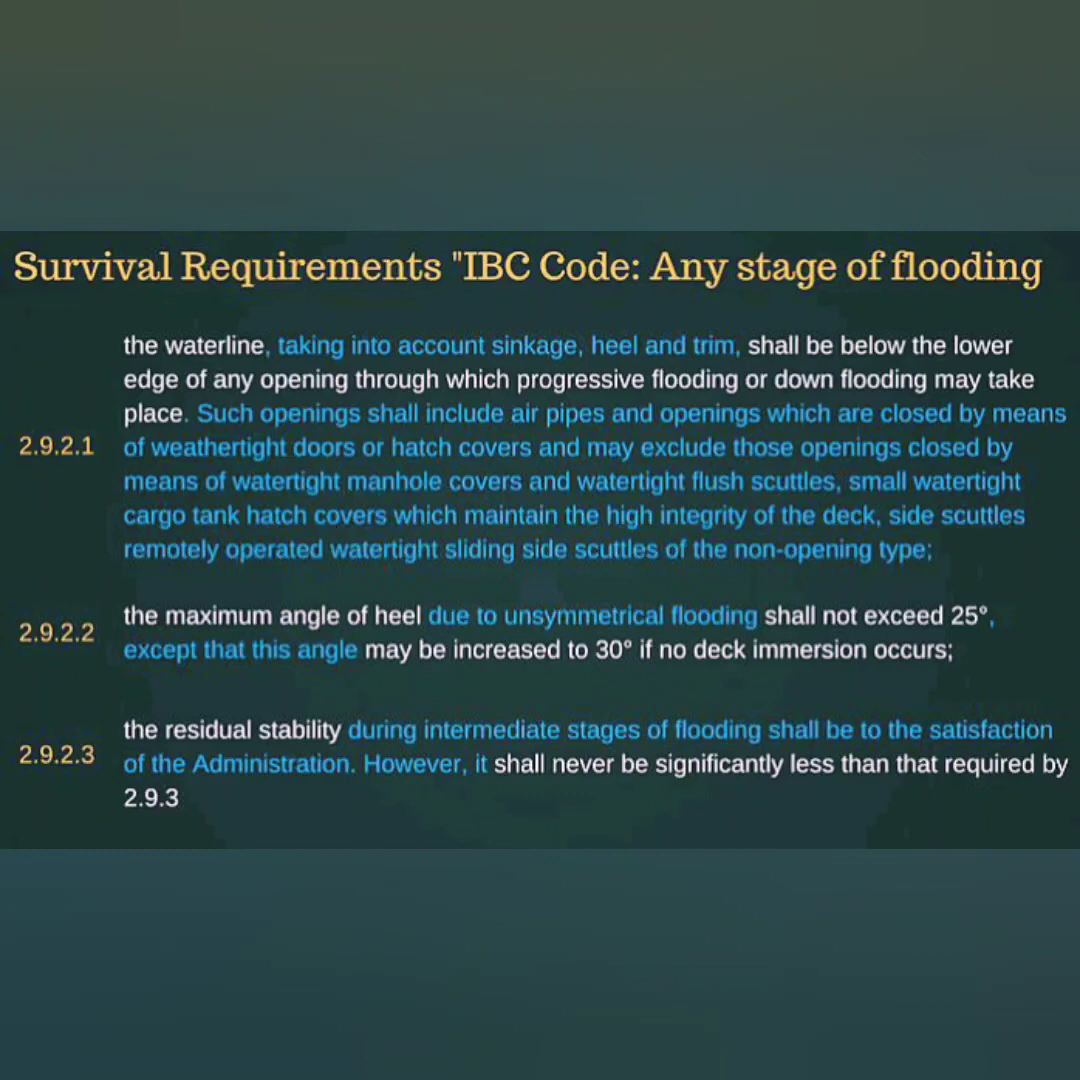 Survival Requirements "IBC Code: Any stage of flooding
the waterline, taking into account sinkage, heel and trim, shall be below the lower
edge of any opening through which progressive flooding or down flooding may take
place. Such openings shall include air pipes and openings which are closed by means
2.9.2.1 of weathertight doors or hatch covers and may exclude those openings closed by
means of watertight manhole covers and watertight flush scuttles, small watertight
cargo tank hatch covers which maintain the high integrity of the deck, side scuttles
remotely operated watertight sliding side scuttles of the non-opening type;
2.9.2.2
the maximum angle of heel due to unsymmetrical flooding shall not exceed 25°,
except that this angle may be increased to 30° if no deck immersion occurs;
2.9.2.3
the residual stability during intermediate stages of flooding shall be to the satisfaction
of the Administration. However, it shall never be significantly less than that required by
2.9.3